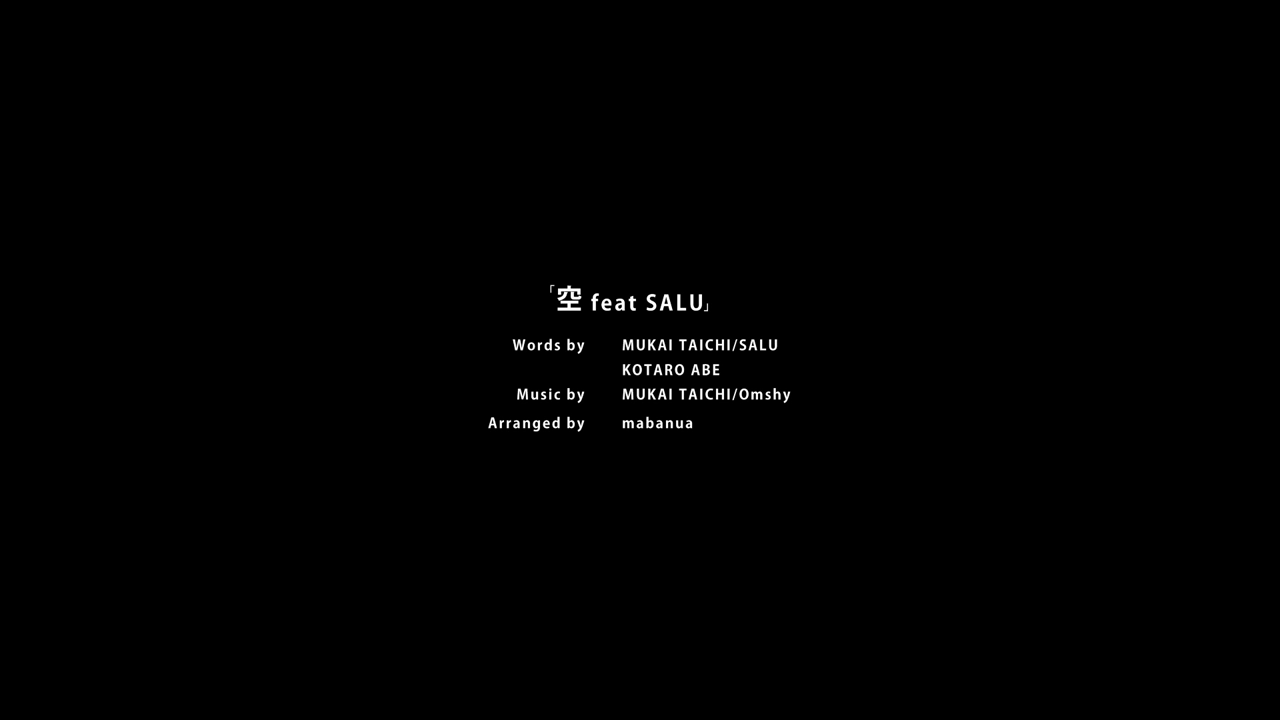 「空 feat SALU」
Words by MUKAI TAICHI/SALU
KOTARO ABE
Music by MUKAI TAICHI/Omshy
Arranged by mabanua